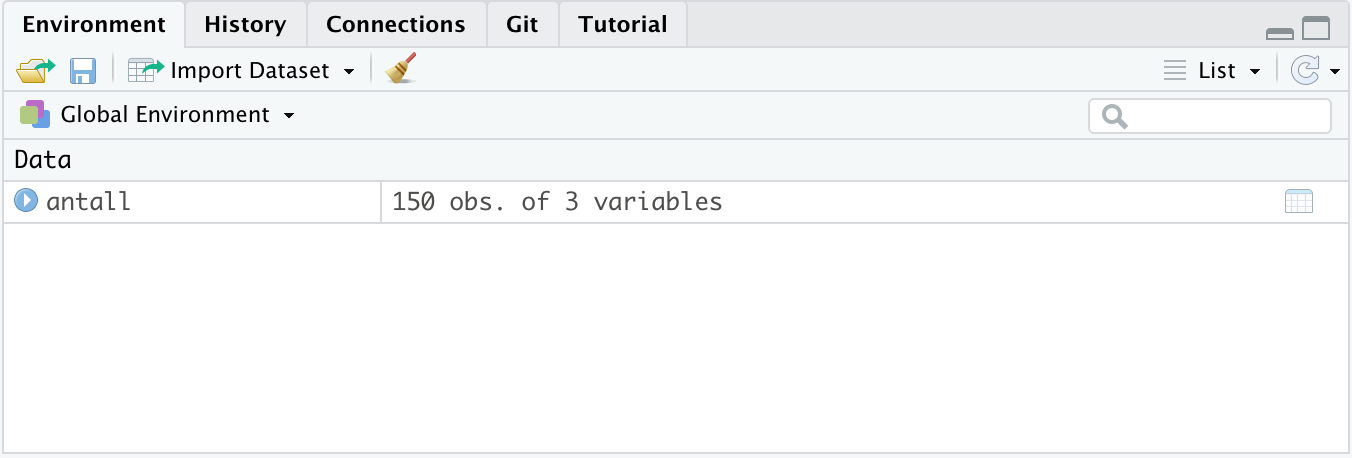 Environment History Connections Git Tutorial
Import Dataset List
Global Environment
Data
antall 150 obs. of 3 variables